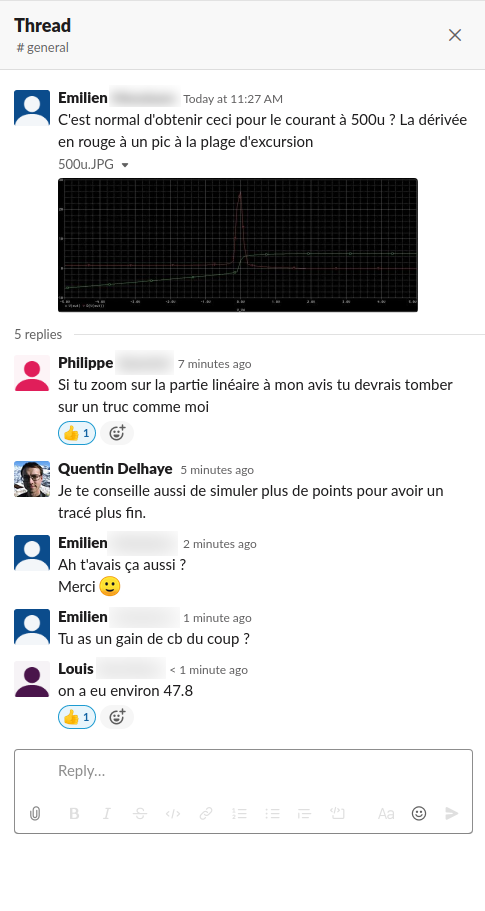 Thread
# general
Emilien Today at 11:27 AM
C'est normal d'obtenir ceci pour le courant à 500u ? La dérivée
en rouge à un pic à la plage d'excursion
500u.JPG
5 replies
Philippe 7 minutes ago
Si tu zoom sur la partie linéaire à mon avis tu devrais tomber
sur un truc comme moi
1
Quentin Delhaye 5 minutes ago
Je te conseille aussi de simuler plus de points pour avoir un
tracé plus fin.
Emilien 2 minutes ago
Ah t'avais ça aussi ?
Merci
Emilien 1 minute ago
Tu as un gain de cb du coup ?
Louis < 1 minute ago
on a eu environ 47.8
1
Reply...
B I S </> Aa